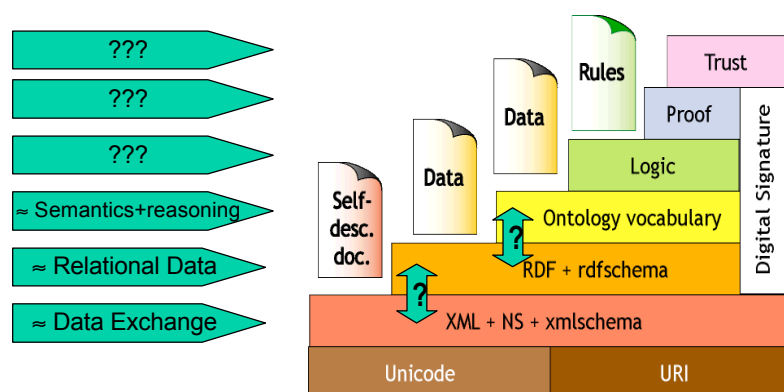 ???
???
???
≈ Semantics+reasoning
≈ Relational Data
≈ Data Exchange
Self-
desc.
doc.
Data
Data
Rules
Trust
Proof
Logic
Ontology vocabulary
?
RDF + rdfschema
?
XML + NS + xmlschema
Unicode
URI
Digital Signature